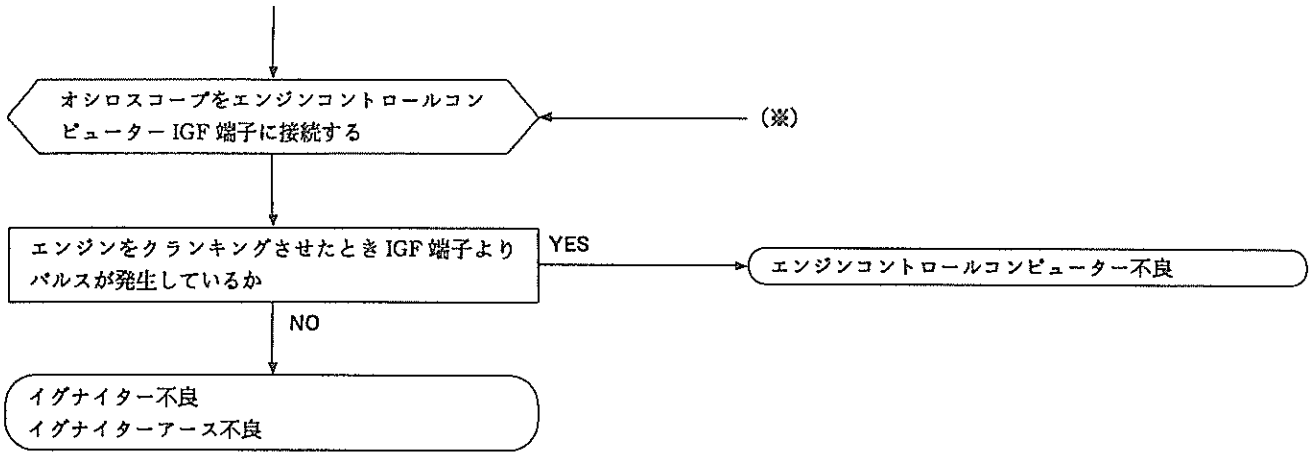 オシロスコープをエンジンコントロールコン
ピューター IGF 端子に接続する
(※)
エンジンをクランキングさせたとき IGF 端子より
パルスが発生しているか
YES
エンジンコントロールコンピューター不良
NO
イグナイター不良
イグナイターアース不良